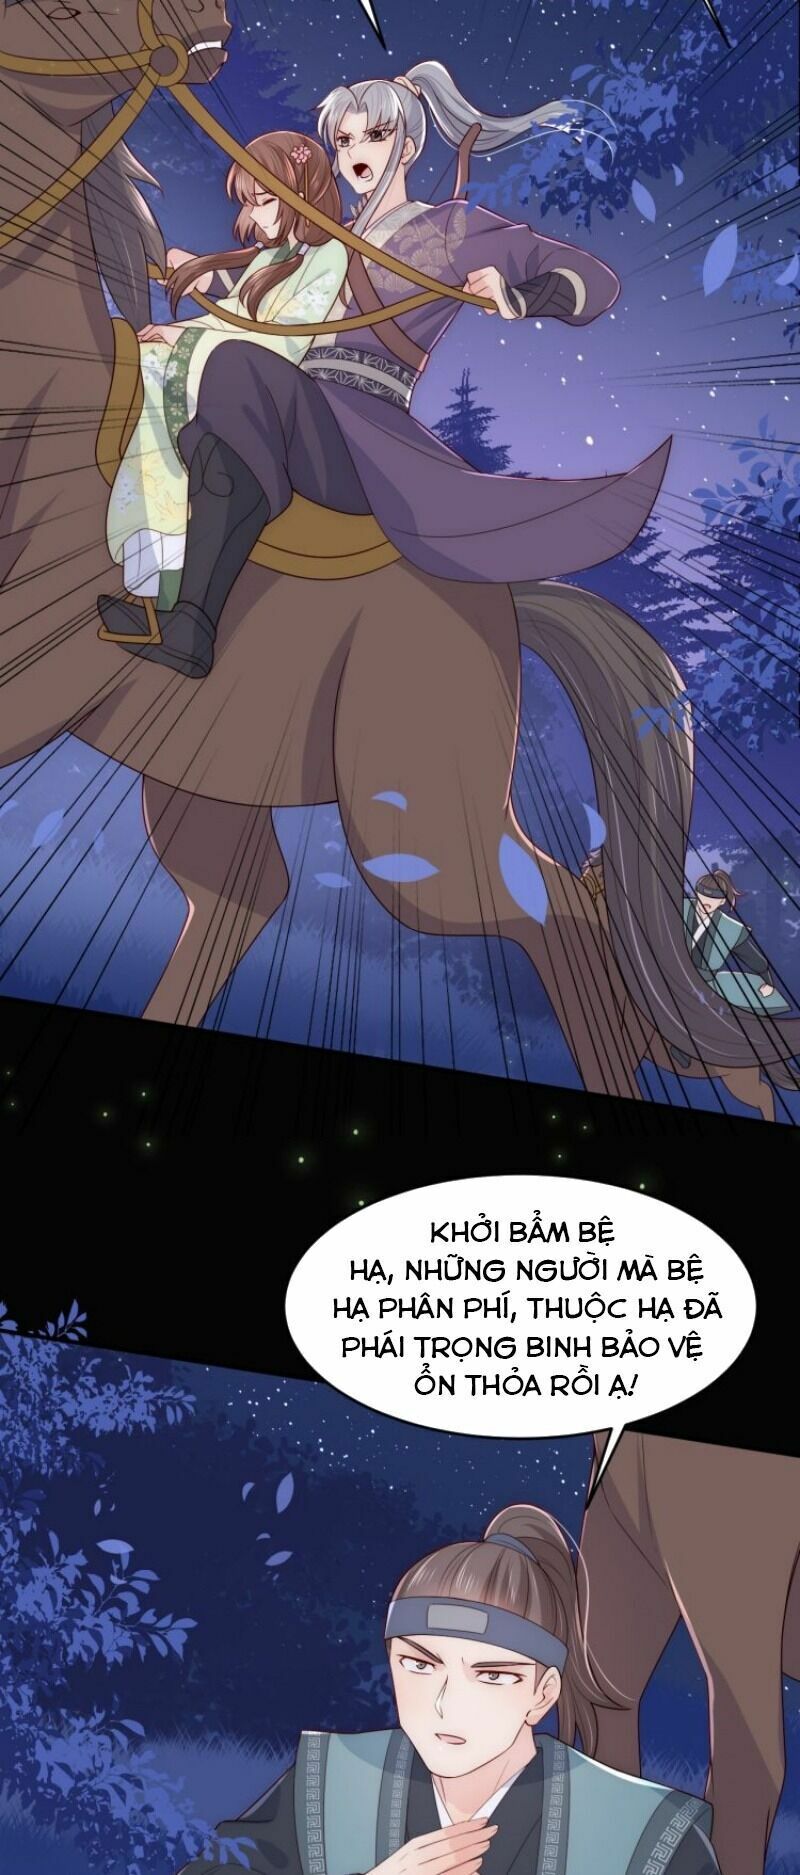 KHỞI BẨM BỆ
HẠ, NHỮNG NGƯỜI MÀ BỆ
HẠ PHÂN PHÍ, THUỘC HẠ ĐÃ
PHÁI TRỌNG BINH BẢO VỆ
ỔN THỎA RỒI Ạ!